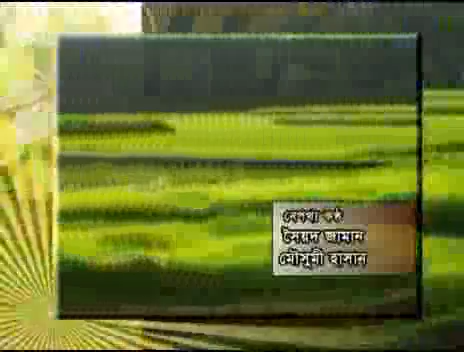 নেপথ্য কন্ঠ
সৈয়দ জামান
মৌসুমী হাসান